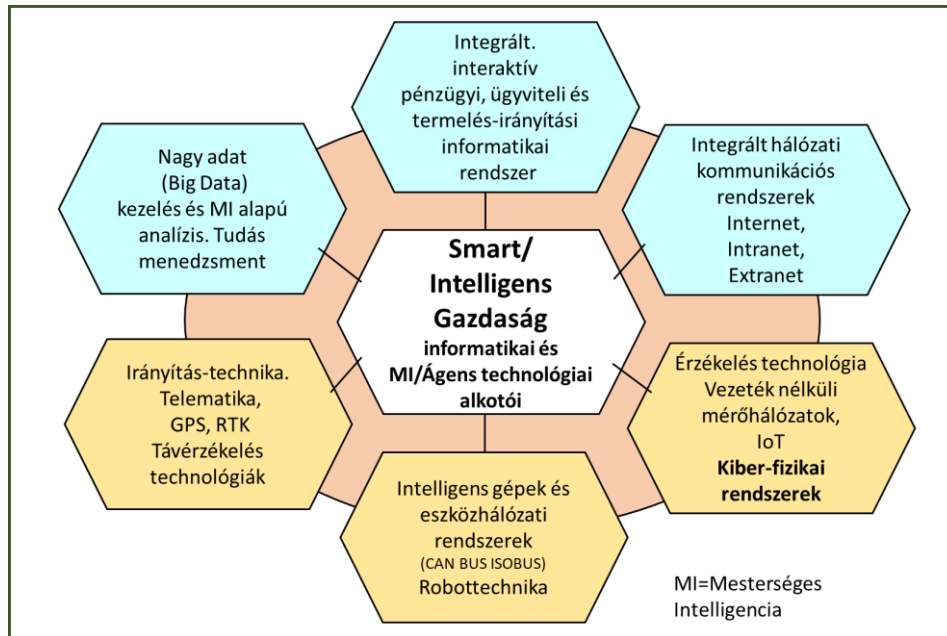 Integrált.
interaktív
pénzügyi, ügyviteli és
termelés-irányítási
informatikai
rendszer
Nagy adat
(Big Data)
kezelés és MI alapú
analízis. Tudás
menedzsment
Integrált hálózati
kommunikációs
rendszerek
Internet,
Intranet,
Extranet
Smart/
Intelligens
Gazdaság
informatikai és
MI/Ágens technológiai
alkotói
Irányítás-technika.
Telematika,
GPS, RTK
Távérzékelés
technológiák
Érzékelés technológia
Vezeték nélküli
mérőhálózatok,
IoT
Kiber-fizikai
rendszerek
Intelligens gépek és
eszközhálózati
rendszerek
(CAN BUS ISOBUS)
Robottechnika
MI=Mesterséges
Intelligencia